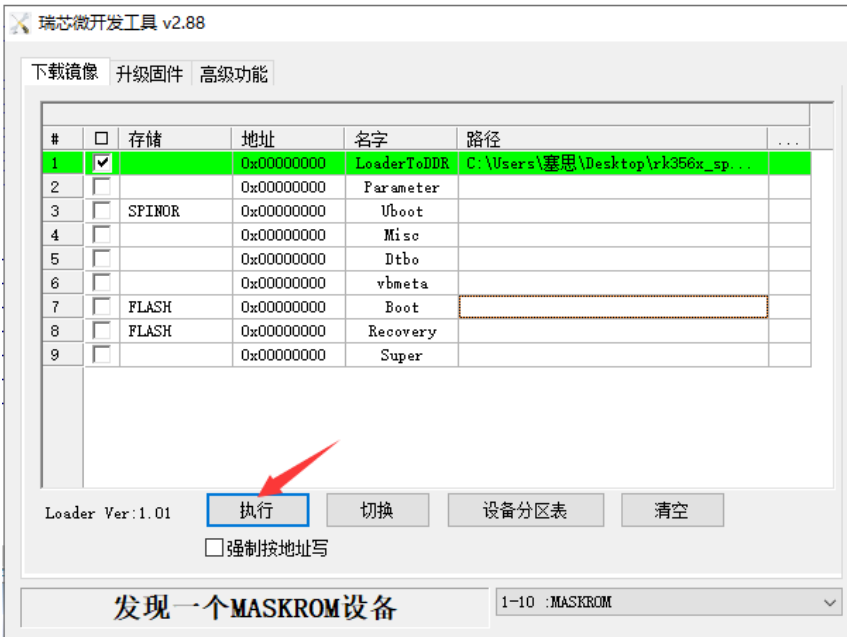 瑞芯微开发工具 v2.88
下载镜像 升级固件 高级功能
# 存储 地址 名字 路径 ...
1 0x00000000 LoaderToDDR C:\Users\塞思\Desktop\rk356x_sp...
2 0x00000000 Parameter
3 SPINOR 0x00000000 Uboot
4 0x00000000 Misc
5 0x00000000 Dtbo
6 0x00000000 vbmeta
7 FLASH 0x00000000 Boot
8 FLASH 0x00000000 Recovery
9 0x00000000 Super
Loader Ver:1.01 执行 切换 设备分区表 清空
强制按地址写
发现一个MASKROM设备 1-10 :MASKROM